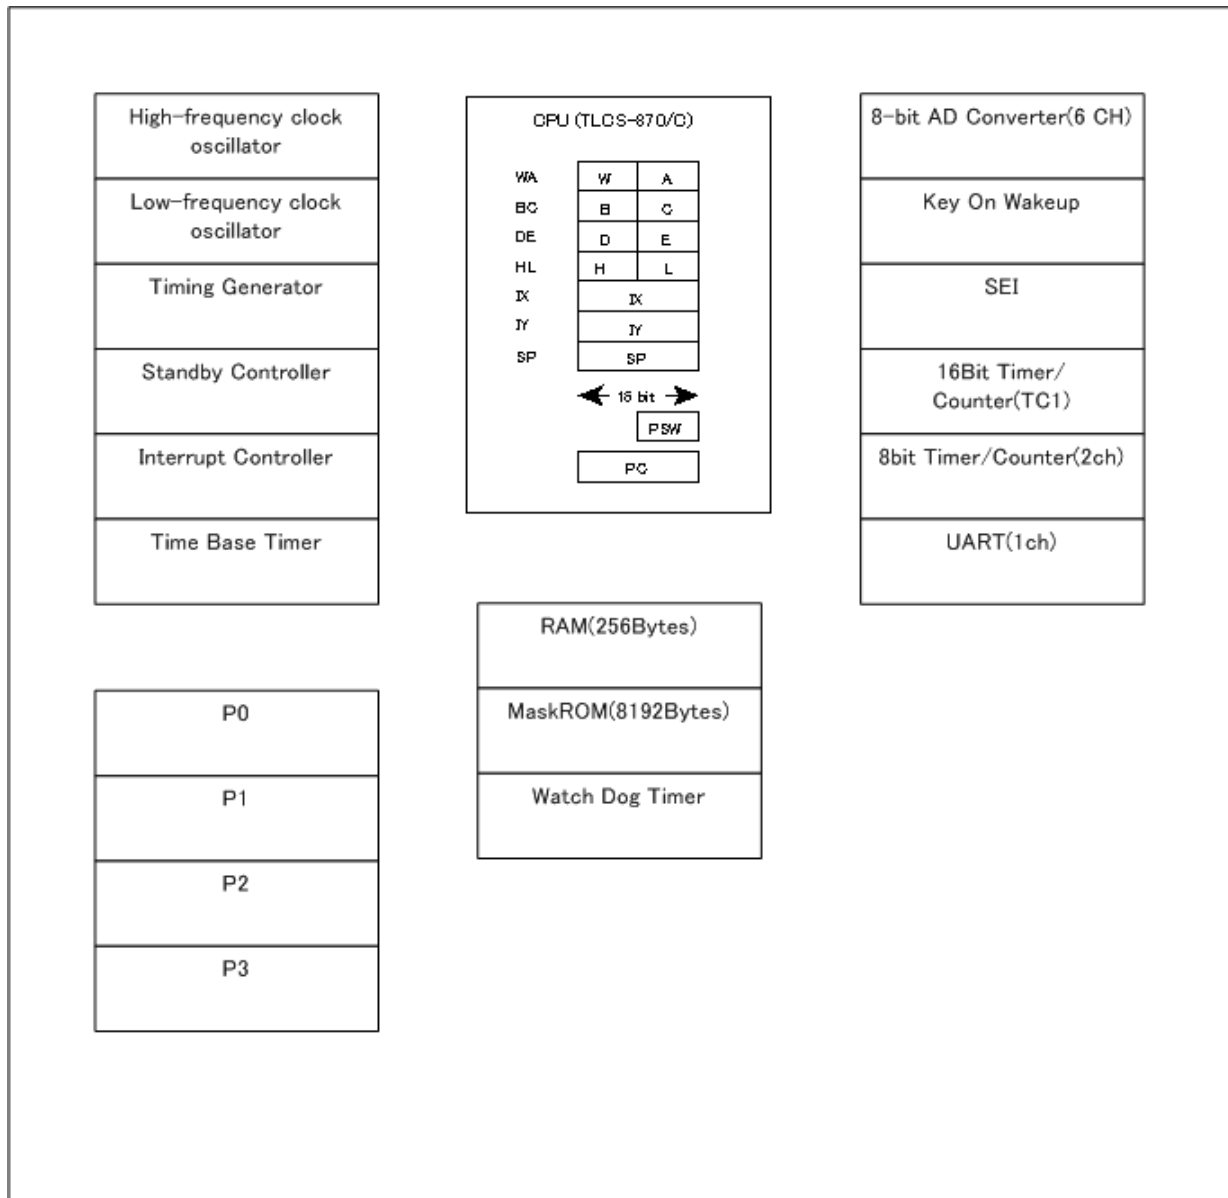 High-frequency clock
oscillator
Low-frequency clock
oscillator
Timing Generator
Standby Controller
Interrupt Controller
Time Base Timer
P0
P1
P2
P3
CPU (TLCS-870/C)
WA W A
BC B C
DE D E
HL H L
IX IX
IY IY
SP SP
16 bit
PSW
PC
RAM(256Bytes)
MaskROM(8192Bytes)
Watch Dog Timer
8-bit AD Converter(6 CH)
Key On Wakeup
SEI
16Bit Timer/
Counter(TC1)
8bit Timer/Counter(2ch)
UART(1ch)